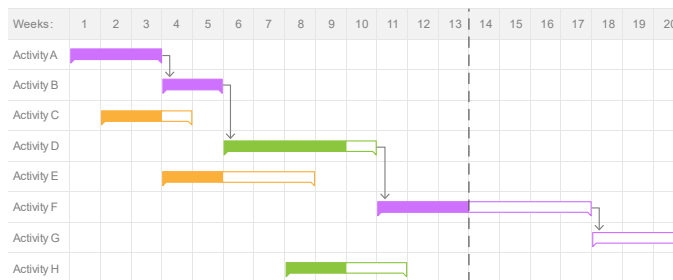 Weeks: 1 2 3 4 5 6 7 8 9 10 11 12 13 14 15 16 17 18 19 20
Activity A
Activity B
Activity C
Activity D
Activity E
Activity F
Activity G
Activity H